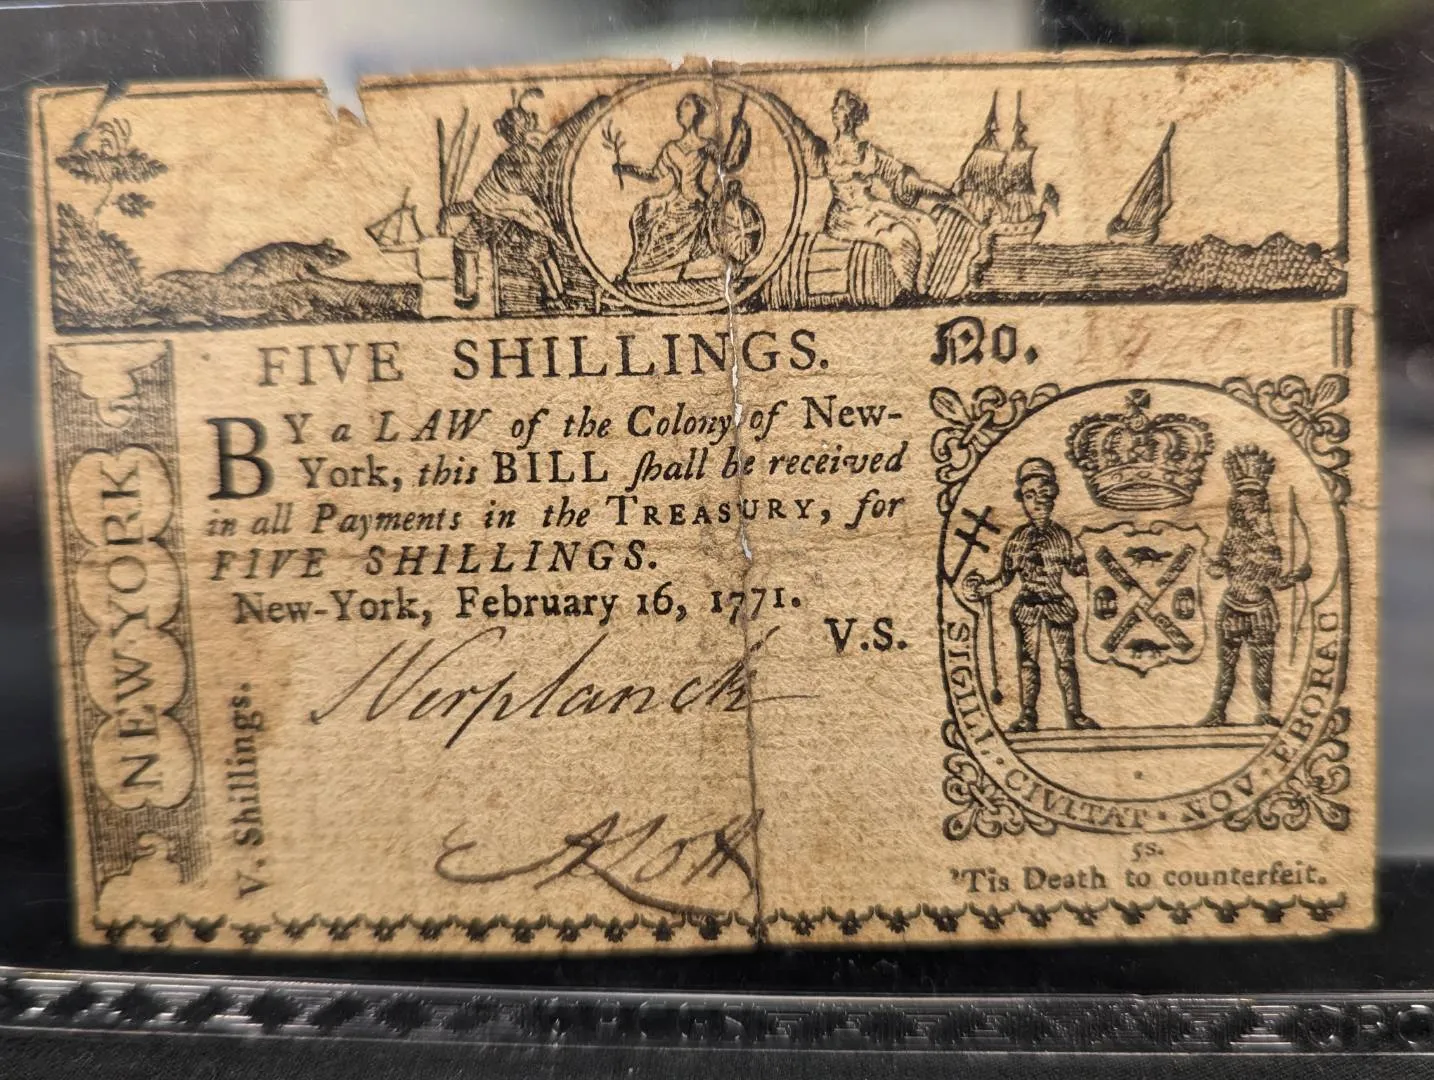 FIVE SHILLINGS.
No.
BY a LAW of the Colony of New-
York, this BILL shall be received
in all Payments in the TREASURY, for
FIVE SHILLINGS.
New-York, February 16, 1771.
V.S.
Verplanck
A Lott
NEW-YORK
V. Shillings.
SIGILL · CIVITAT · NOV · EBORAC
5s.
'Tis Death to counterfeit.